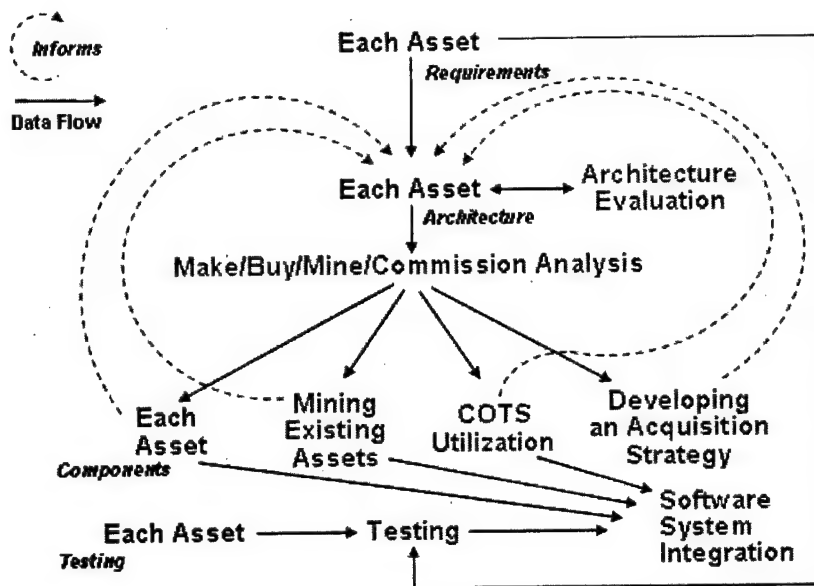 Informs
Data Flow
Each Asset
Requirements
Each Asset
Architecture
Evaluation
Architecture
Make/Buy/Mine/Commission Analysis
Each
Asset
Components
Mining
Existing
Assets
COTS
Utilization
Developing
an Acquisition
Strategy
Each Asset
Testing
Testing
Software
System
Integration